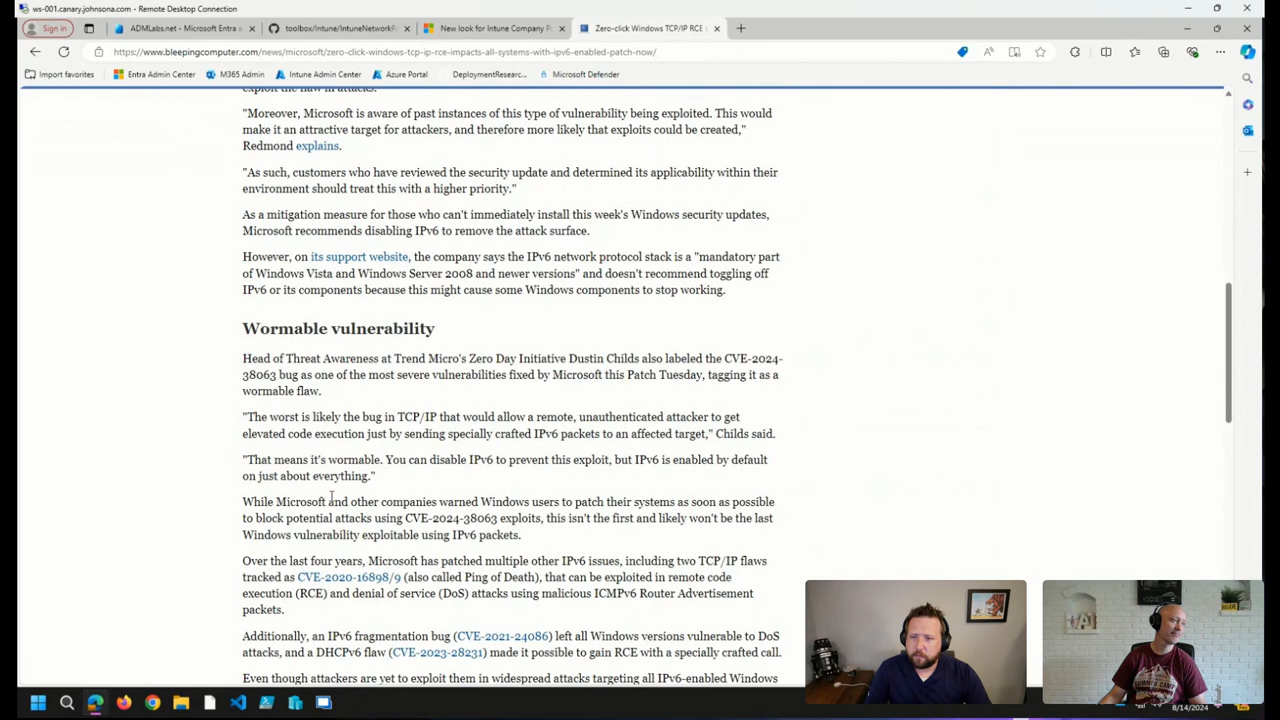 ws-001.canary.johnsona.com - Remote Desktop Connection
Sign in
ADMLabs.net - Microsoft Entra a
toolbox/Intune/IntuneNetworkR
New look for Intune Company P
Zero-click Windows TCP/IP RCE i
https://www.bleepingcomputer.com/news/microsoft/zero-click-windows-tcp-ip-rce-impacts-all-systems-with-ipv6-enabled-patch-now/
Import favorites
Entra Admin Center
M365 Admin
Intune Admin Center
Azure Portal
DeploymentResearc...
Microsoft Defender
exploit the flaw in attacks.
"Moreover, Microsoft is aware of past instances of this type of vulnerability being exploited. This would
make it an attractive target for attackers, and therefore more likely that exploits could be created,"
Redmond explains.
"As such, customers who have reviewed the security update and determined its applicability within their
environment should treat this with a higher priority."
As a mitigation measure for those who can't immediately install this week's Windows security updates,
Microsoft recommends disabling IPv6 to remove the attack surface.
However, on its support website, the company says the IPv6 network protocol stack is a "mandatory part
of Windows Vista and Windows Server 2008 and newer versions" and doesn't recommend toggling off
IPv6 or its components because this might cause some Windows components to stop working.
Wormable vulnerability
Head of Threat Awareness at Trend Micro's Zero Day Initiative Dustin Childs also labeled the CVE-2024-
38063 bug as one of the most severe vulnerabilities fixed by Microsoft this Patch Tuesday, tagging it as a
wormable flaw.
"The worst is likely the bug in TCP/IP that would allow a remote, unauthenticated attacker to get
elevated code execution just by sending specially crafted IPv6 packets to an affected target," Childs said.
"That means it's wormable. You can disable IPv6 to prevent this exploit, but IPv6 is enabled by default
on just about everything."
While Microsoft and other companies warned Windows users to patch their systems as soon as possible
to block potential attacks using CVE-2024-38063 exploits, this isn't the first and likely won't be the last
Windows vulnerability exploitable using IPv6 packets.
Over the last four years, Microsoft has patched multiple other IPv6 issues, including two TCP/IP flaws
tracked as CVE-2020-16898/9 (also called Ping of Death), that can be exploited in remote code
execution (RCE) and denial of service (DoS) attacks using malicious ICMPv6 Router Advertisement
packets.
Additionally, an IPv6 fragmentation bug (CVE-2021-24086) left all Windows versions vulnerable to DoS
attacks, and a DHCPv6 flaw (CVE-2023-28231) made it possible to gain RCE with a specially crafted call.
Even though attackers are yet to exploit them in widespread attacks targeting all IPv6-enabled Windows
8/14/2024